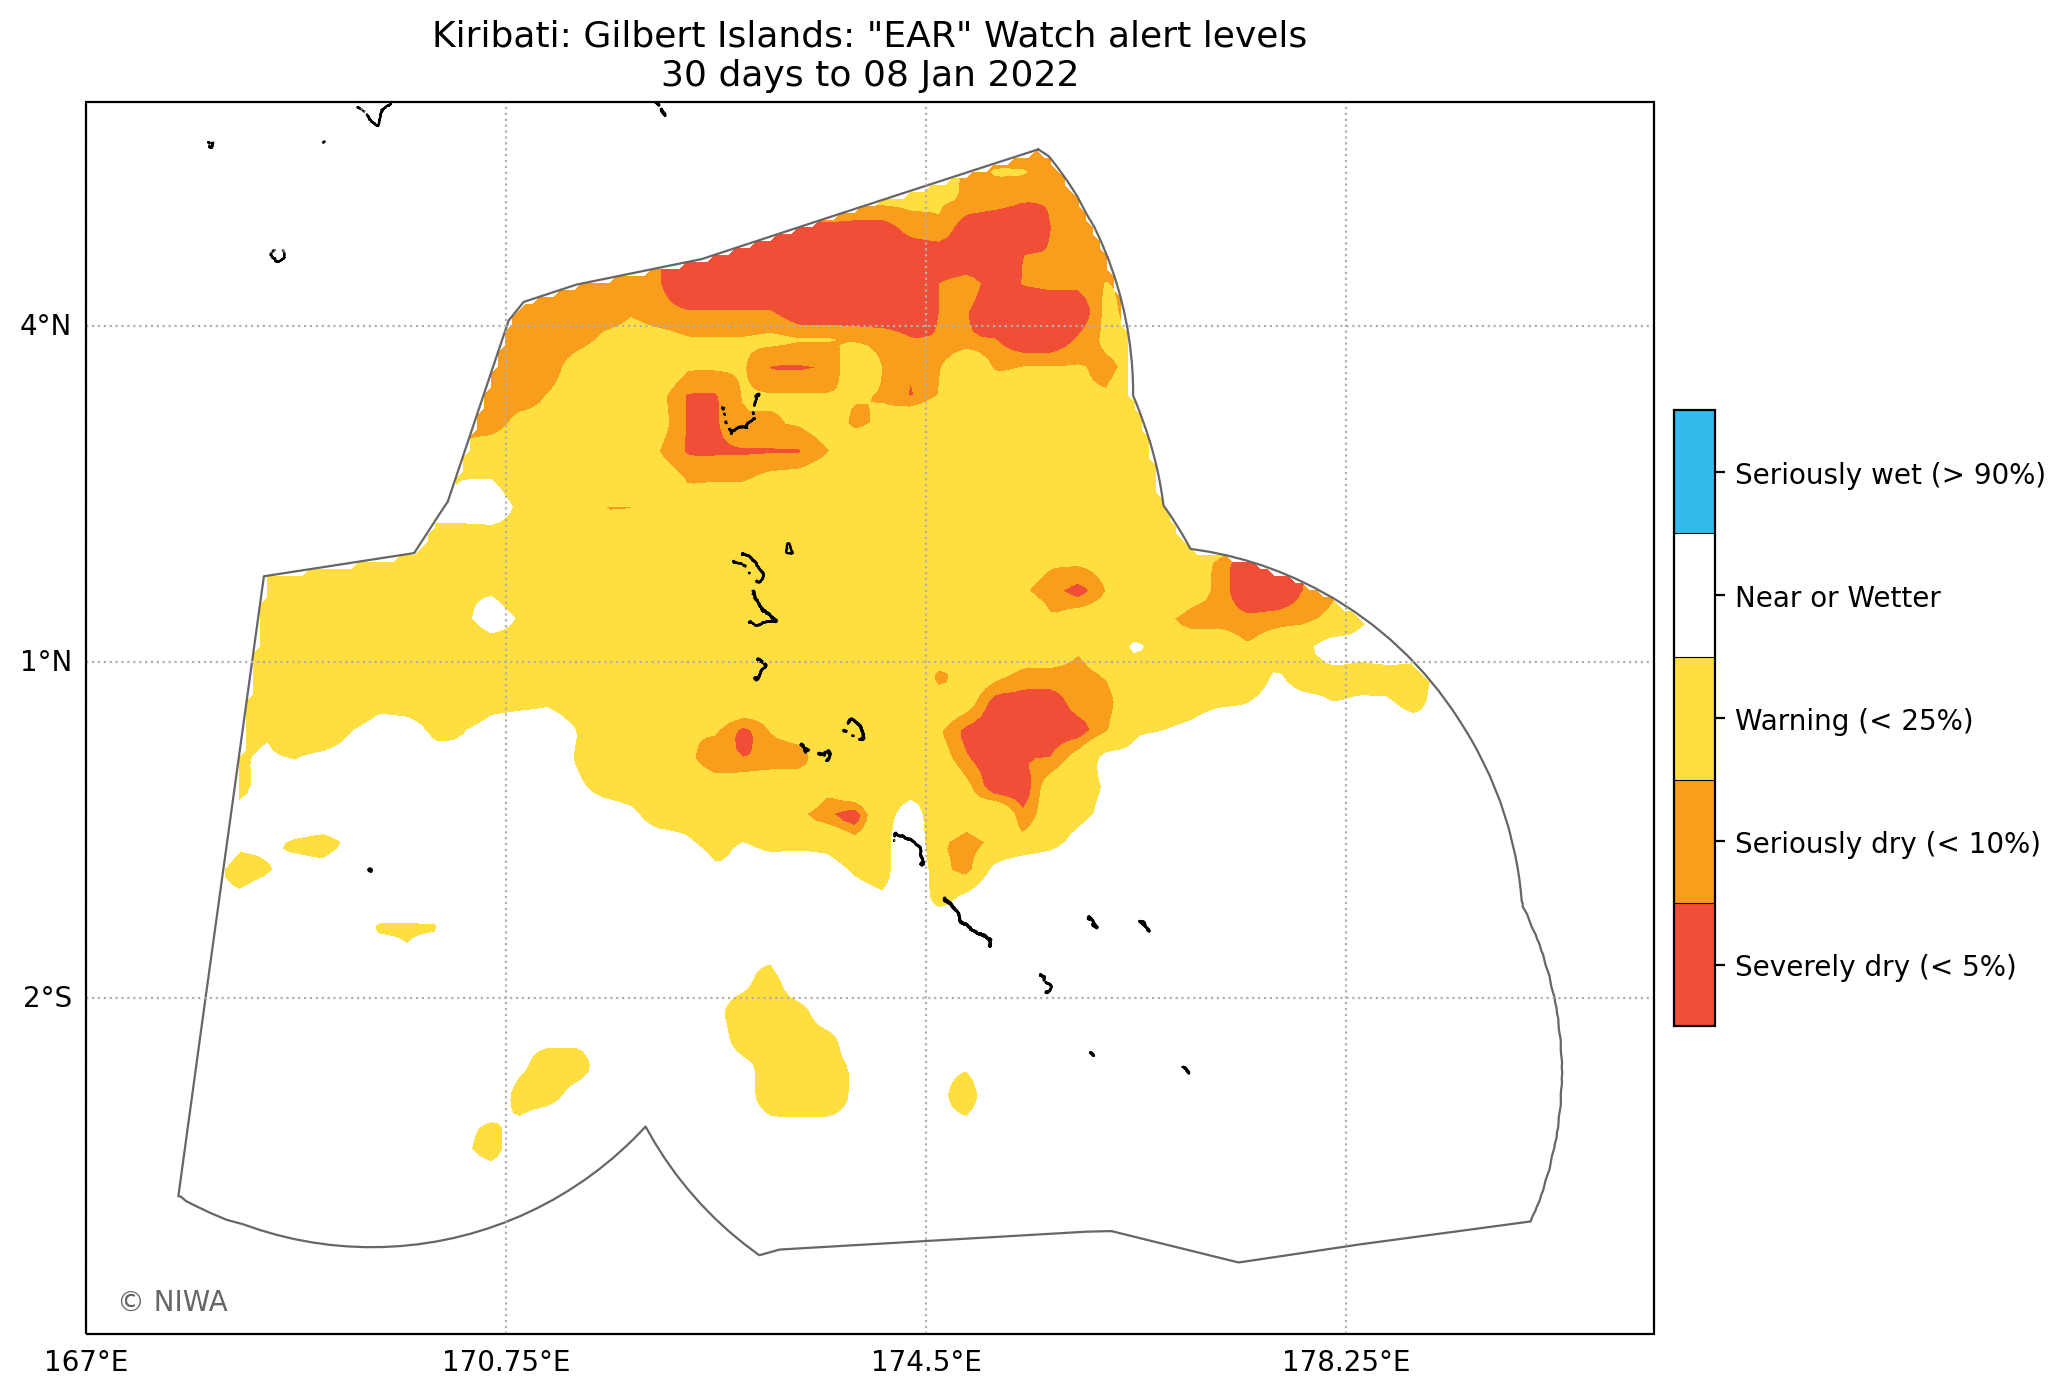 Kiribati: Gilbert Islands: "EAR" Watch alert levels
30 days to 08 Jan 2022
4°N
1°N
2°S
167°E
170.75°E
174.5°E
178.25°E
Seriously wet (> 90%)
Near or Wetter
Warning (< 25%)
Seriously dry (< 10%)
Severely dry (< 5%)
© NIWA